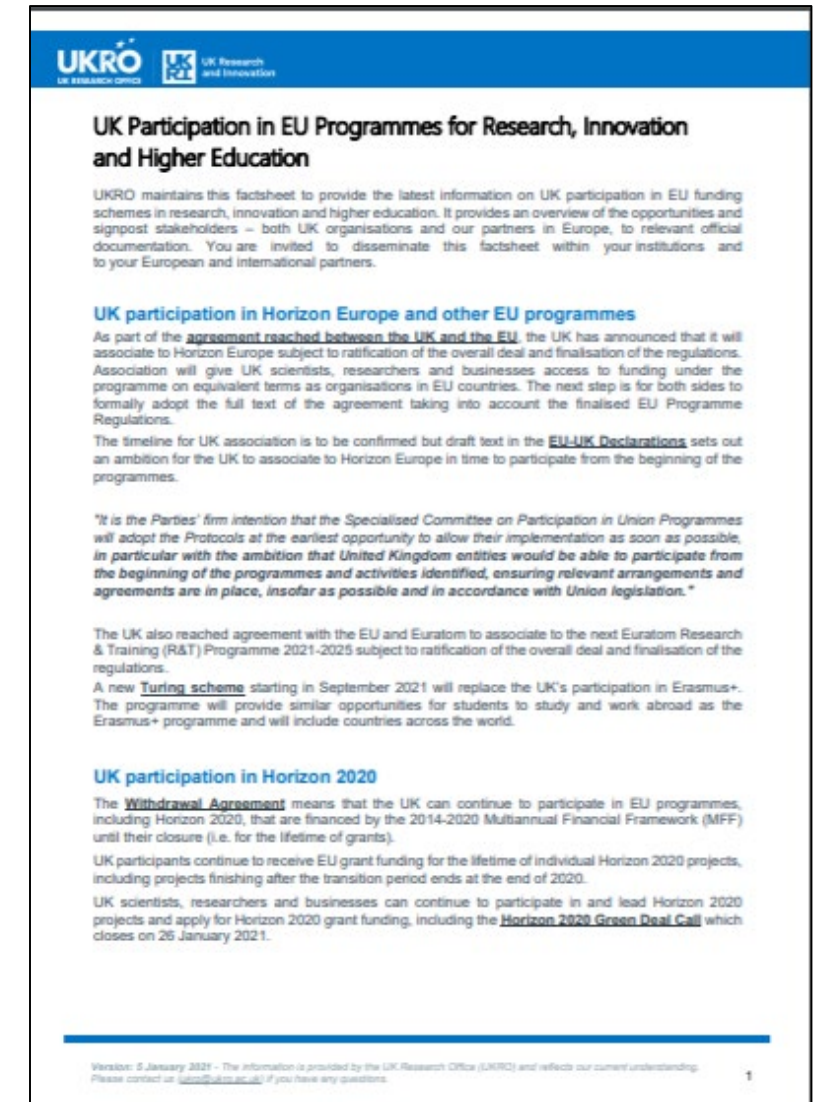 UKRO
UK RESEARCH OFFICE
UK
RI
UK Research
and Innovation
UK Participation in EU Programmes for Research, Innovation
and Higher Education
UKRO maintains this factsheet to provide the latest information on UK participation in EU funding
schemes in research, innovation and higher education. It provides an overview of the opportunities and
signpost stakeholders – both UK organisations and our partners in Europe, to relevant official
documentation. You are invited to disseminate this factsheet within your institutions and
to your European and international partners.
UK participation in Horizon Europe and other EU programmes
As part of the agreement reached between the UK and the EU, the UK has announced that it will
associate to Horizon Europe subject to ratification of the overall deal and finalisation of the regulations.
Association will give UK scientists, researchers and businesses access to funding under the
programme on equivalent terms as organisations in EU countries. The next step is for both sides to
formally adopt the full text of the agreement taking into account the finalised EU Programme
Regulations.
The timeline for UK association is to be confirmed but draft text in the EU-UK Declarations sets out
an ambition for the UK to associate to Horizon Europe in time to participate from the beginning of the
programmes.
"It is the Parties' firm intention that the Specialised Committee on Participation in Union Programmes
will adopt the Protocols at the earliest opportunity to allow their implementation as soon as possible,
in particular with the ambition that United Kingdom entities would be able to participate from
the beginning of the programmes and activities identified, ensuring relevant arrangements and
agreements are in place, insofar as possible and in accordance with Union legislation."
The UK also reached agreement with the EU and Euratom to associate to the next Euratom Research
& Training (R&T) Programme 2021-2025 subject to ratification of the overall deal and finalisation of the
regulations.
A new Turing scheme starting in September 2021 will replace the UK's participation in Erasmus+.
The programme will provide similar opportunities for students to study and work abroad as the
Erasmus+ programme and will include countries across the world.
UK participation in Horizon 2020
The Withdrawal Agreement means that the UK can continue to participate in EU programmes,
including Horizon 2020, that are financed by the 2014-2020 Multiannual Financial Framework (MFF)
until their closure (i.e. for the lifetime of grants).
UK participants continue to receive EU grant funding for the lifetime of individual Horizon 2020 projects,
including projects finishing after the transition period ends at the end of 2020.
UK scientists, researchers and businesses can continue to participate in and lead Horizon 2020
projects and apply for Horizon 2020 grant funding, including the Horizon 2020 Green Deal Call which
closes on 26 January 2021.
Version: 5 January 2021 - The information is provided by the UK Research Office (UKRO) and reflects our current understanding.
Please contact us (ukro@ukro.ac.uk) if you have any questions.
1